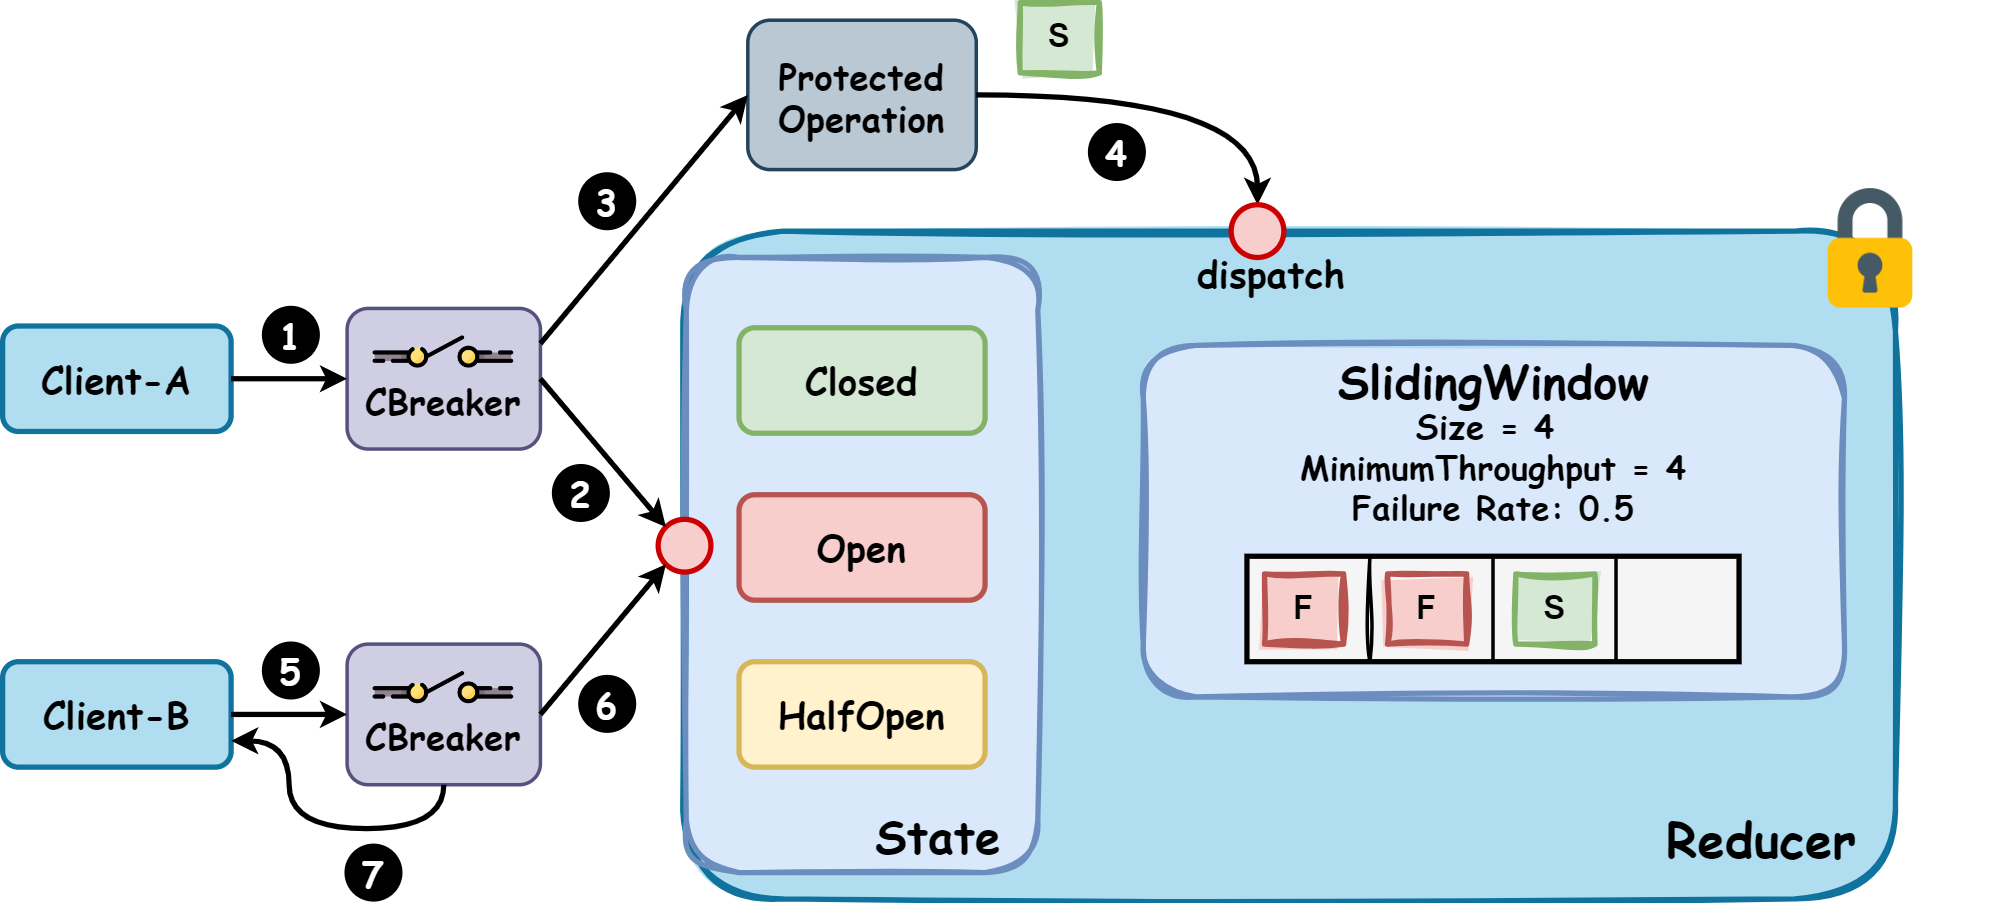 S
Protected
Operation
4
3
dispatch
1
Client-A
CBreaker
2
Closed
Open
HalfOpen
State
SlidingWindow
Size = 4
MinimumThroughput = 4
Failure Rate: 0.5
F
F
S
5
Client-B
CBreaker
6
7
Reducer